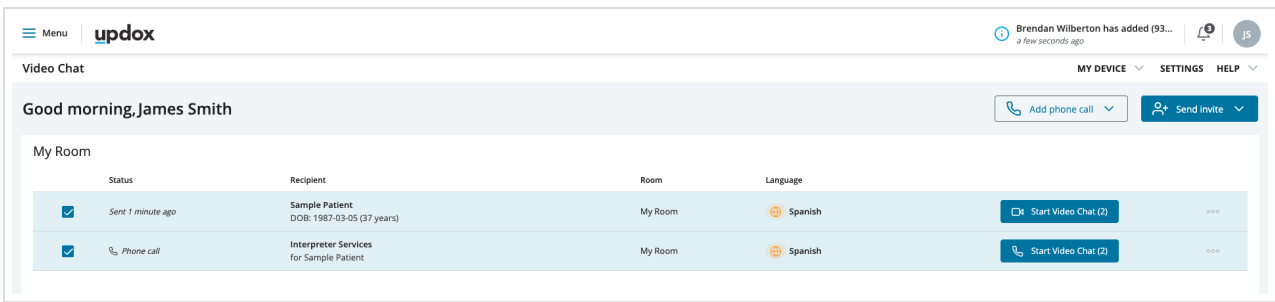 Menu
updox
Brendan Wilberton has added (93...
a few seconds ago
3
JS
Video Chat
MY DEVICE
SETTINGS
HELP
Good morning, James Smith
Add phone call
Send invite
My Room
Status
Recipient
Room
Language
Sent 1 minute ago
Sample Patient
DOB: 1987-03-05 (37 years)
My Room
Spanish
Start Video Chat (2)
Phone call
Interpreter Services
for Sample Patient
My Room
Spanish
Start Video Chat (2)